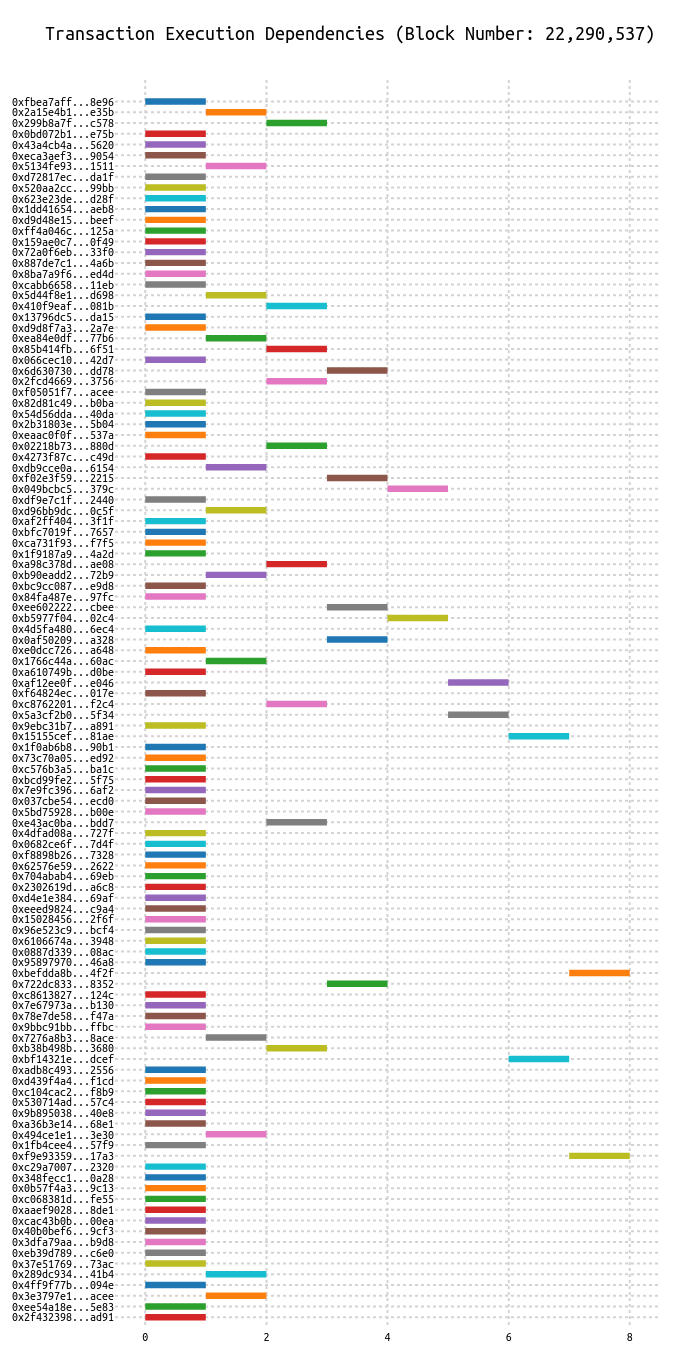 Transaction Execution Dependencies (Block Number: 22,290,537)
0xfbea7aff...8e96
0x2a15e4b1...e35b
0x299b8a7f...c578
0x0bd072b1...e75b
0x43a4cb4a...5620
0xeca3aef3...9054
0x5134fe93...1511
0xd72817ec...da1f
0x520aa2cc...99bb
0x623e23de...d28f
0x1dd41654...aeb8
0xd9d48e15...beef
0xff4a046c...125a
0x159ae0c7...0f49
0x72a0f6eb...33f0
0x887de7c1...4a6b
0x8ba7a9f6...ed4d
0xcabb6658...11eb
0x5d44f8e1...d698
0x410f9eaf...081b
0x13796dc5...da15
0xd9d8f7a3...2a7e
0xea84e0df...77b6
0x85b414fb...6f51
0x066cec10...42d7
0x6d630730...dd78
0x2fcd4669...3756
0xf05051f7...acee
0x82d81c49...b0ba
0x54d56dda...40da
0x2b31803e...5b04
0xeaac0f0f...537a
0x02218b73...880d
0x4273f87c...c49d
0xdb9cce0a...6154
0xf02e3f59...2215
0x049bcbc5...379c
0xdf9e7c1f...2440
0xd96bb9dc...0c5f
0xaf2ff404...3f1f
0xbfc7019f...7657
0xca731f93...f7f5
0x1f9187a9...4a2d
0xa98c378d...ae08
0xb90eadd2...72b9
0xbc9cc087...e9d8
0x84fa487e...97fc
0xee602222...cbee
0xb5977f04...02c4
0x4d5fa480...6ec4
0x0af50209...a328
0xe0dcc726...a648
0x1766c44a...60ac
0xa610749b...d0be
0xaf12ee0f...e046
0xf64824ec...017e
0xc8762201...f2c4
0x5a3cf2b0...5f34
0x9ebc31b7...a891
0x15155cef...81ae
0x1f0ab6b8...90b1
0x73c70a05...ed92
0xc576b3a5...ba1c
0xbcd99fe2...5f75
0x7e9fc396...6af2
0x037cbe54...ecd0
0x5bd75928...b00e
0xe43ac0ba...bdd7
0x4dfad08a...727f
0x0682ce6f...7d4f
0xf8898b26...7328
0x62576e59...2622
0x704abab4...69eb
0x2302619d...a6c8
0xd4e1e384...69af
0xeeed9824...c9a4
0x15028456...2f6f
0x96e523c9...bcf4
0x6106674a...3948
0x0887d339...08ac
0x95897970...46a8
0xbefdda8b...4f2f
0x722dc833...8352
0xc8613827...124c
0x7e67973a...b130
0x78e7de58...f47a
0x9bbc91bb...ffbc
0x7276a8b3...8ace
0xb38b498b...3680
0xbf14321e...dcef
0xadb8c493...2556
0xd439f4a4...f1cd
0xc104cac2...f8b9
0x530714ad...57c4
0x9b895038...40e8
0xa36b3e14...68e1
0x494ce1e1...3e30
0x1fb4cee4...57f9
0xf9e93359...17a3
0xc29a7007...2320
0x348fecc1...0a28
0x0b57f4a3...9c13
0xc068381d...fe55
0xaaef9028...8de1
0xcac43b0b...00ea
0x40b0bef6...9cf3
0x3dfa79aa...b9d8
0xeb39d789...c6e0
0x37e51769...73ac
0x289dc934...41b4
0x4ff9f77b...094e
0x3e3797e1...acee
0xee54a18e...5e83
0x2f432398...ad91
0 2 4 6 8